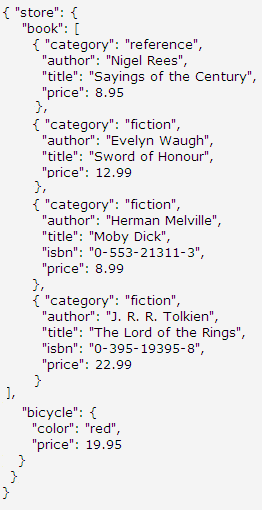 { "store": {
"book": [
{ "category": "reference",
"author": "Nigel Rees",
"title": "Sayings of the Century",
"price": 8.95
},
{ "category": "fiction",
"author": "Evelyn Waugh",
"title": "Sword of Honour",
"price": 12.99
},
{ "category": "fiction",
"author": "Herman Melville",
"title": "Moby Dick",
"isbn": "0-553-21311-3",
"price": 8.99
},
{ "category": "fiction",
"author": "J. R. R. Tolkien",
"title": "The Lord of the Rings",
"isbn": "0-395-19395-8",
"price": 22.99
}
],
"bicycle": {
"color": "red",
"price": 19.95
}
}
}